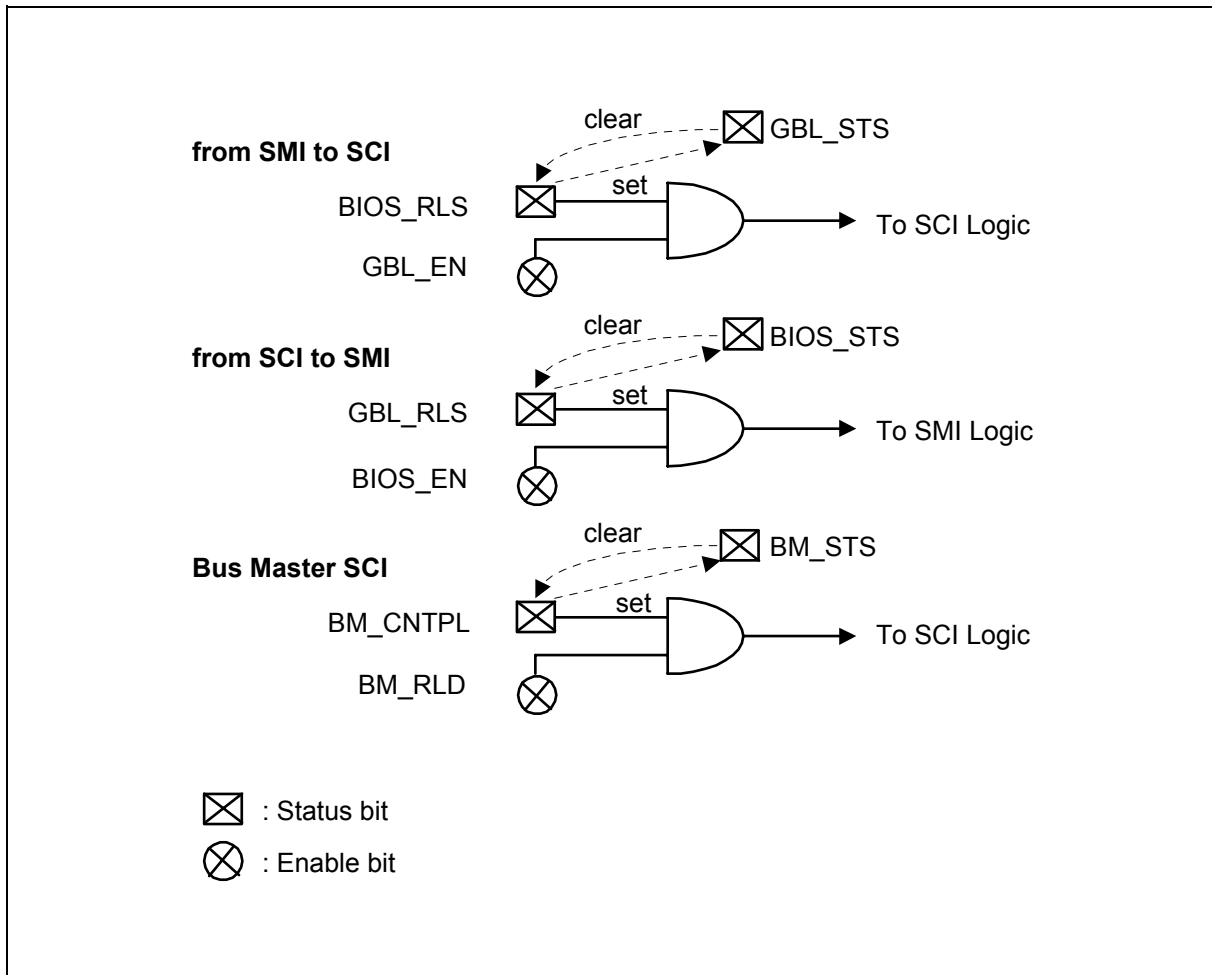 clear
GBL_STS
from SMI to SCI
set
BIOS_RLS
To SCI Logic
GBL_EN
clear
BIOS_STS
from SCI to SMI
set
GBL_RLS
To SMI Logic
BIOS_EN
clear
BM_STS
Bus Master SCI
set
BM_CNTPL
To SCI Logic
BM_RLD
: Status bit
: Enable bit